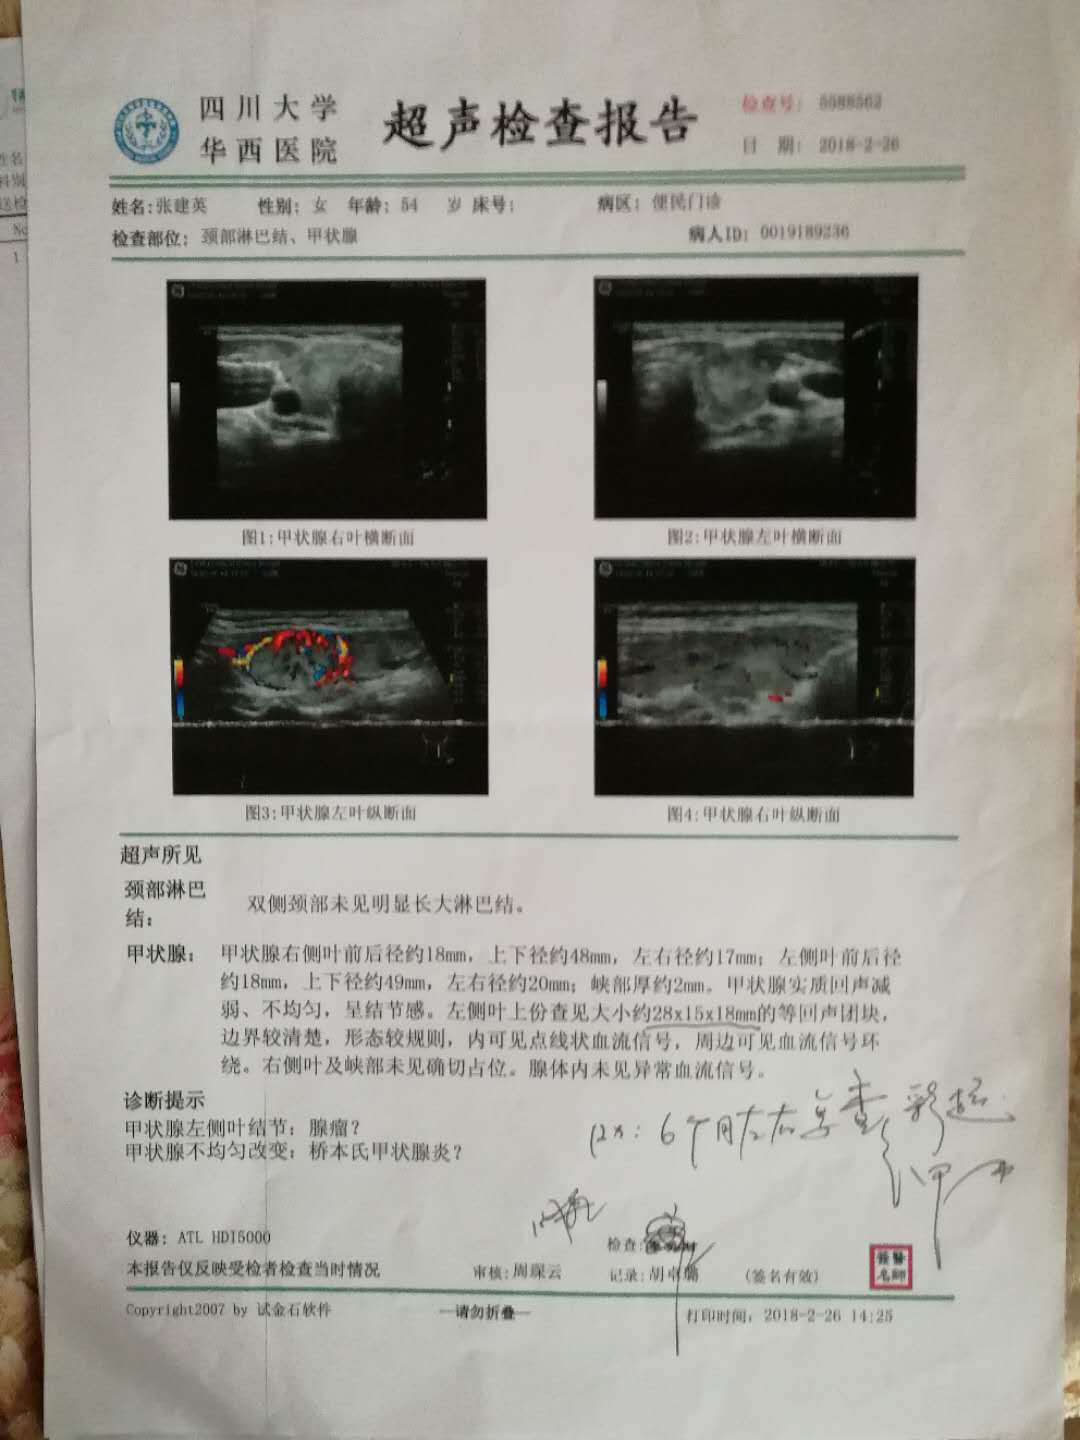 四川大学
华西医院
超声检查报告
检查号： 5588562
日 期： 2018-2-26
姓名:张建英 性别: 女 年龄: 54 岁 床号: 病区: 便民门诊
检查部位: 颈部淋巴结、甲状腺 病人ID: 0019189236
图1:甲状腺右叶横断面
图2:甲状腺左叶横断面
图3:甲状腺左叶纵断面
图4:甲状腺右叶纵断面
超声所见
颈部淋巴
结: 双侧颈部未见明显长大淋巴结。
甲状腺: 甲状腺右侧叶前后径约18mm，上下径约48mm，左右径约17mm；左侧叶前后径
约18mm，上下径约49mm，左右径约20mm；峡部厚约2mm。甲状腺实质回声减
弱、不均匀，呈结节感。左侧叶上份查见大小约28x15x18mm的等回声团块，
边界较清楚，形态较规则，内可见点线状血流信号，周边可见血流信号环
绕。右侧叶及峡部未见确切占位。腺体内未见异常血流信号。
诊断提示
甲状腺左侧叶结节: 腺瘤?
甲状腺不均匀改变: 桥本氏甲状腺炎?
6个月左右复查彩超
仪器: ATL HDI5000
检查:
本报告仅反映受检者检查当时情况 审核:周琛云 记录:胡卓璐 (签名有效)
Copyright2007 by 试金石软件 —请勿折叠— 打印时间: 2018-2-26 14:25